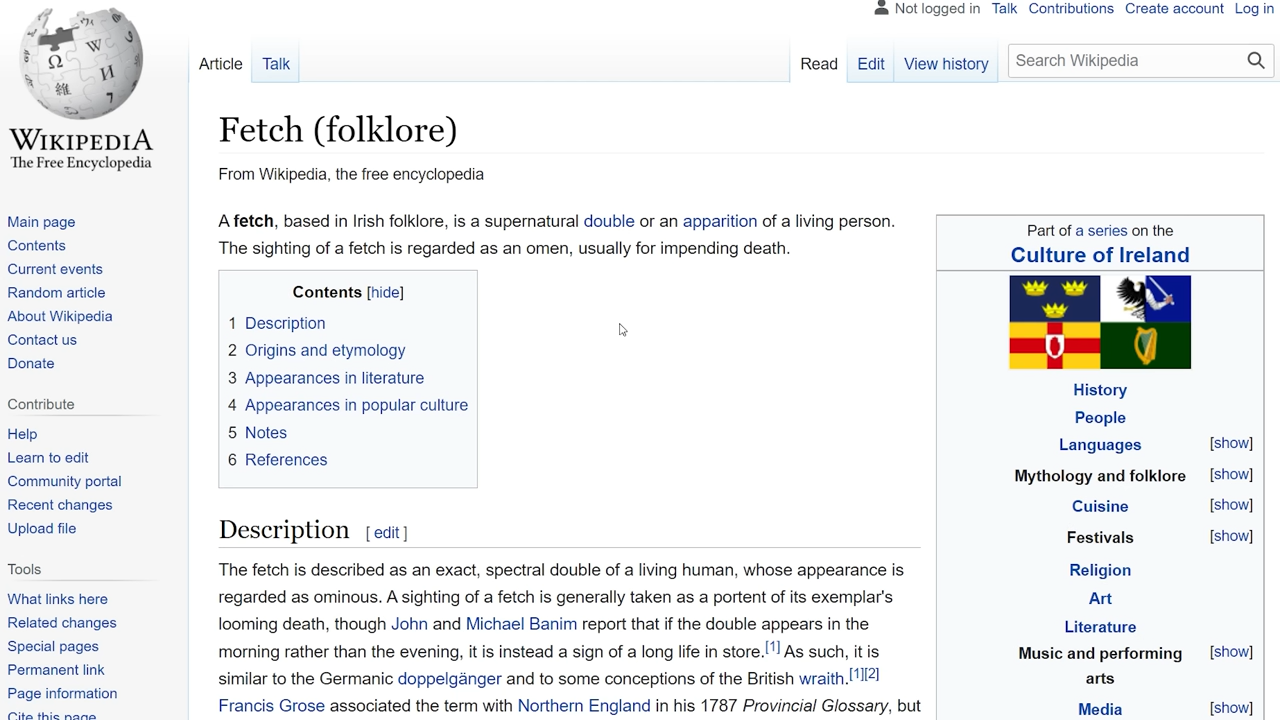 Not logged in Talk Contributions Create account Log in
Article Talk Read Edit View history Search Wikipedia
WIKIPEDIA
The Free Encyclopedia
Main page
Contents
Current events
Random article
About Wikipedia
Contact us
Donate
Contribute
Help
Learn to edit
Community portal
Recent changes
Upload file
Tools
What links here
Related changes
Special pages
Permanent link
Page information
Cite this page
Fetch (folklore)
From Wikipedia, the free encyclopedia
A fetch, based in Irish folklore, is a supernatural double or an apparition of a living person.
The sighting of a fetch is regarded as an omen, usually for impending death.
Contents [hide]
1 Description
2 Origins and etymology
3 Appearances in literature
4 Appearances in popular culture
5 Notes
6 References
Description [ edit ]
The fetch is described as an exact, spectral double of a living human, whose appearance is
regarded as ominous. A sighting of a fetch is generally taken as a portent of its exemplar's
looming death, though John and Michael Banim report that if the double appears in the
morning rather than the evening, it is instead a sign of a long life in store.[1] As such, it is
similar to the Germanic doppelgänger and to some conceptions of the British wraith.[1][2]
Francis Grose associated the term with Northern England in his 1787 Provincial Glossary, but
Part of a series on the
Culture of Ireland
History
People
Languages [show]
Mythology and folklore [show]
Cuisine [show]
Festivals [show]
Religion
Art
Literature
Music and performing [show]
arts
Media [show]